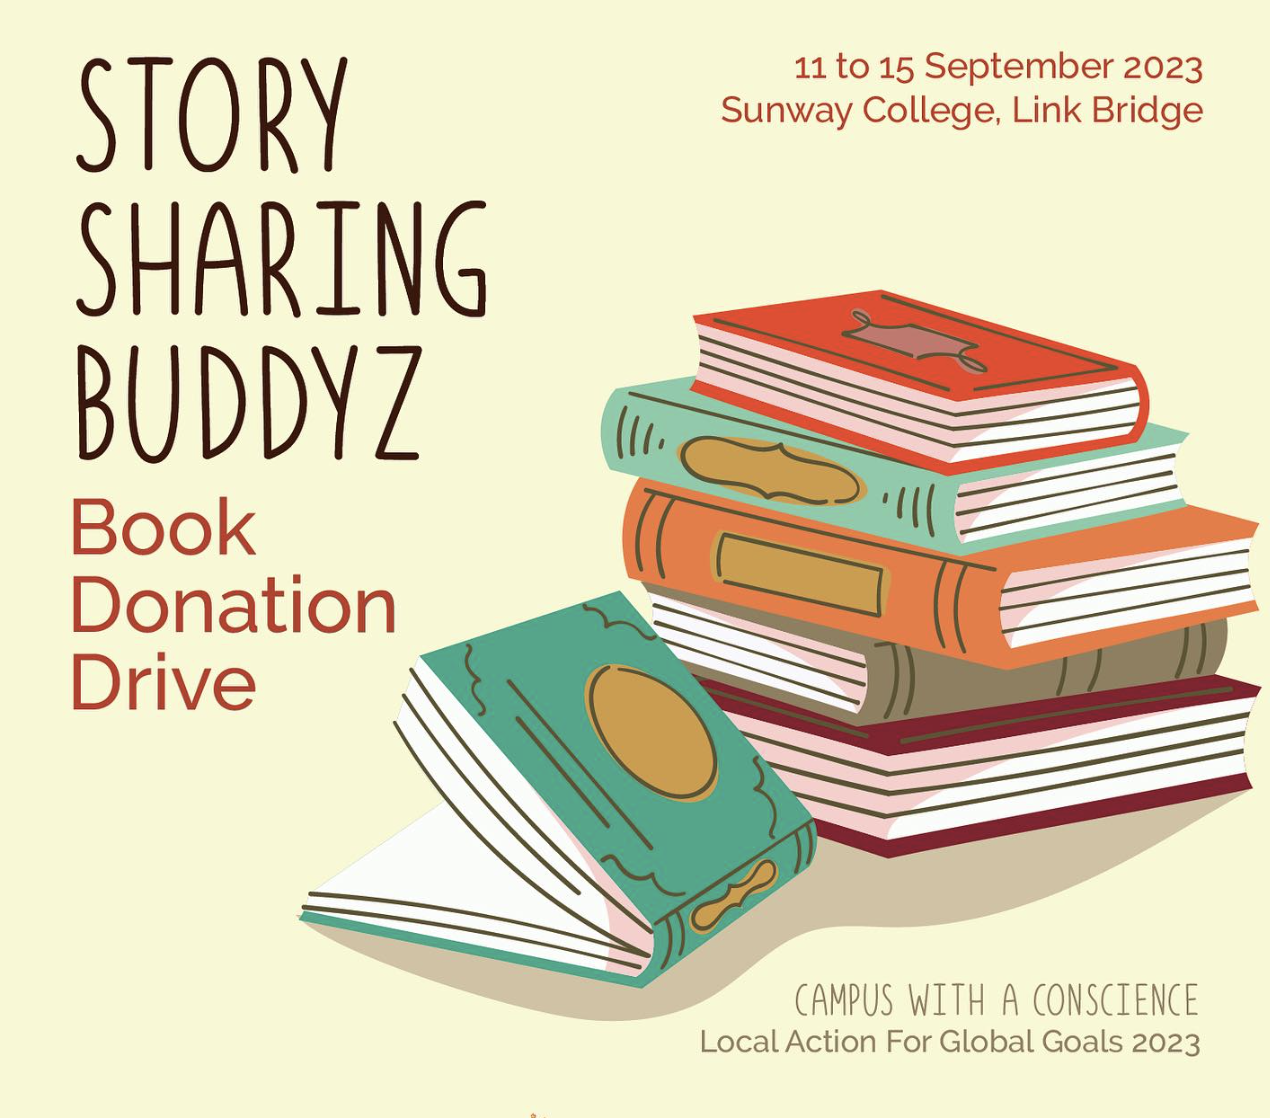 STORY
SHARING
BUDDYZ
Book
Donation
Drive
11 to 15 September 2023
Sunway College, Link Bridge
CAMPUS WITH A CONSCIENCE
Local Action For Global Goals 2023